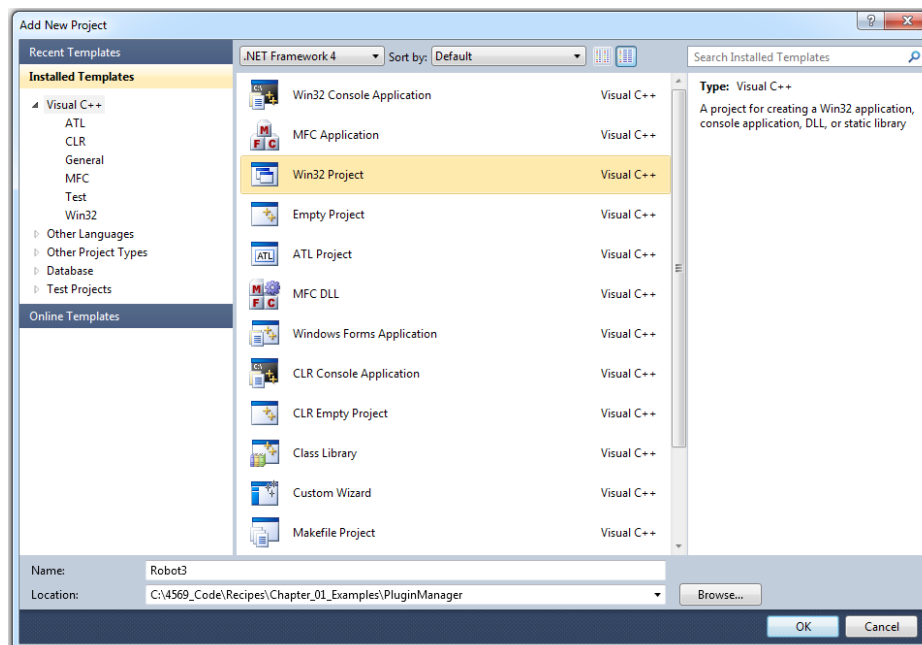 Add New Project
Recent Templates
Installed Templates
Visual C++
ATL
CLR
General
MFC
Test
Win32
Other Languages
Other Project Types
Database
Test Projects
Online Templates
.NET Framework 4 Sort by: Default
Win32 Console Application Visual C++
MFC Application Visual C++
Win32 Project Visual C++
Empty Project Visual C++
ATL Project Visual C++
MFC DLL Visual C++
Windows Forms Application Visual C++
CLR Console Application Visual C++
CLR Empty Project Visual C++
Class Library Visual C++
Custom Wizard Visual C++
Makefile Project Visual C++
Search Installed Templates
Type: Visual C++
A project for creating a Win32 application,
console application, DLL, or static library
Name: Robot3
Location: C:\4569_Code\Recipes\Chapter_01_Examples\PluginManager Browse...
OK Cancel